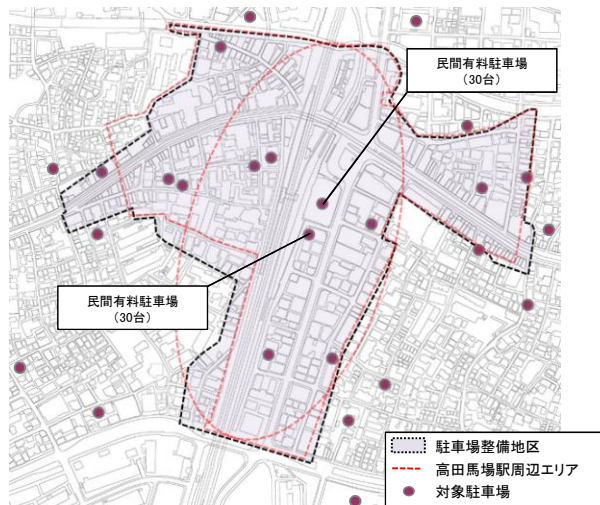 民間有料駐車場
（30台）
民間有料駐車場
（30台）
駐車場整備地区
高田馬場駅周辺エリア
対象駐車場